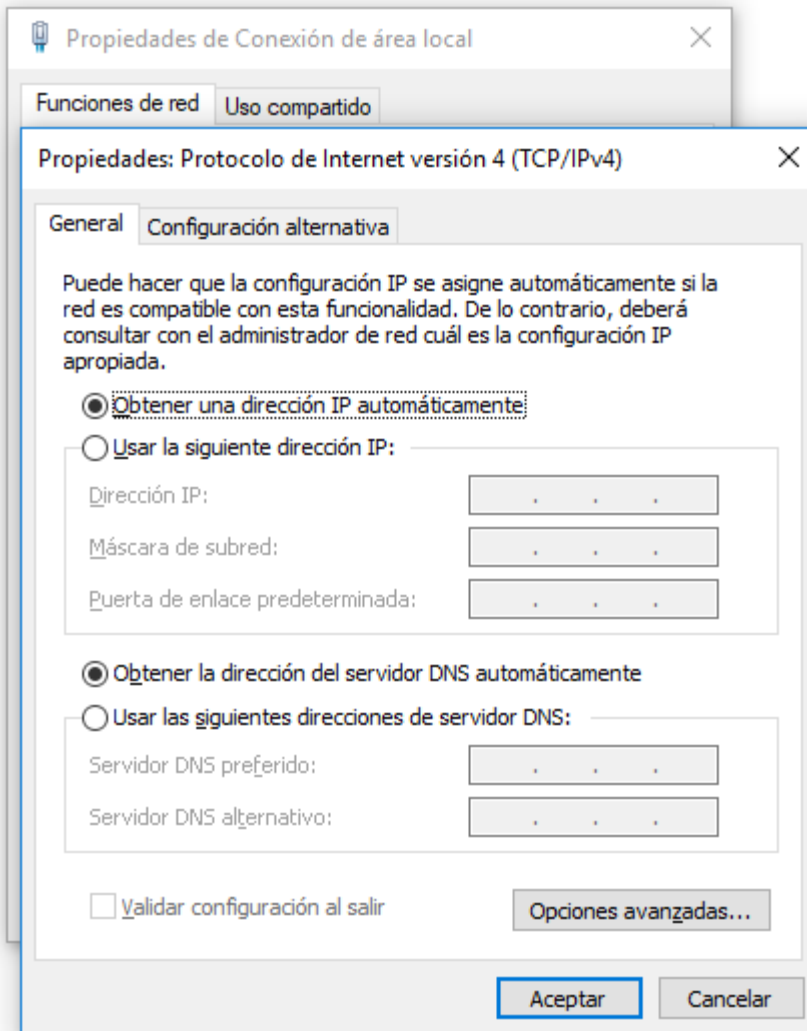 Propiedades de Conexión de área local
Funciones de red
Uso compartido
Propiedades: Protocolo de Internet versión 4 (TCP/IPv4)
General
Configuración alternativa
Puede hacer que la configuración IP se asigne automáticamente si la
red es compatible con esta funcionalidad. De lo contrario, deberá
consultar con el administrador de red cuál es la configuración IP
apropiada.
Obtener una dirección IP automáticamente
Usar la siguiente dirección IP:
Dirección IP:
Máscara de subred:
Puerta de enlace predeterminada:
Obtener la dirección del servidor DNS automáticamente
Usar las siguientes direcciones de servidor DNS:
Servidor DNS preferido:
Servidor DNS alternativo:
Validar configuración al salir
Opciones avanzadas...
Aceptar
Cancelar